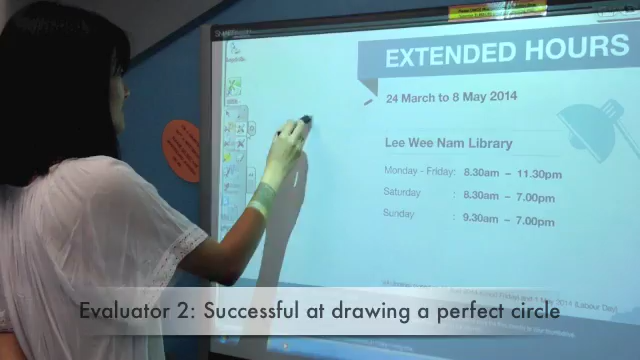 EXTENDED HOURS
24 March to 8 May 2014
Lee Wee Nam Library
Monday - Friday: 8.30am – 11.30pm
Saturday : 8.30am – 7.00pm
Sunday : 9.30am – 7.00pm
Evaluator 2: Successful at drawing a perfect circle